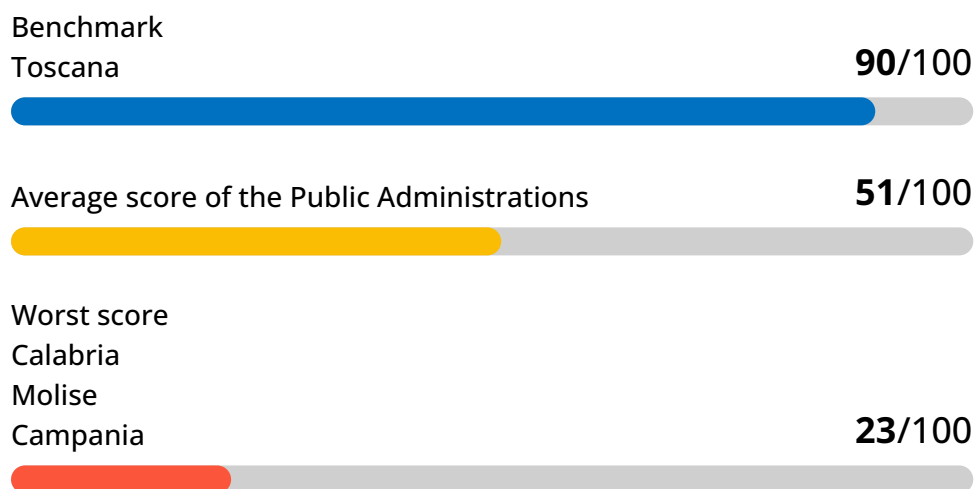 Benchmark
Toscana
90/100
Average score of the Public Administrations
51/100
Worst score
Calabria
Molise
Campania
23/100